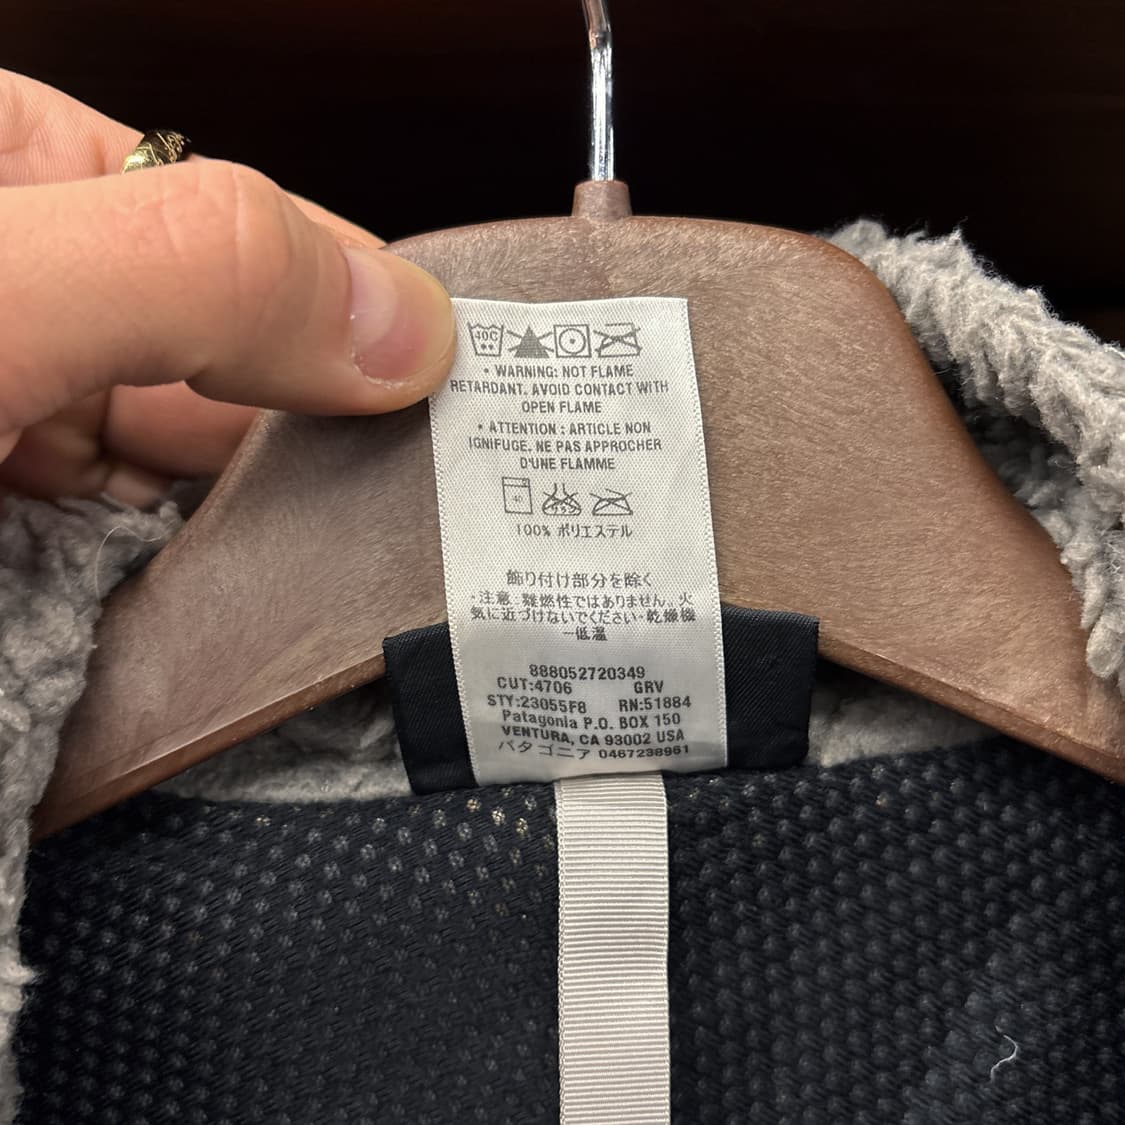 40C
• WARNING: NOT FLAME
RETARDANT. AVOID CONTACT WITH
OPEN FLAME
• ATTENTION : ARTICLE NON
IGNIFUGE. NE PAS APPROCHER
D'UNE FLAMME
40
100% ポリエステル
飾り付け部分を除く
・注意：難燃性ではありません。火
気に近づけないでください・乾燥機
ー低温
888052720349
CUT:4706 GRV
STY:23055F8 RN:51884
Patagonia P.O. BOX 150
VENTURA, CA 93002 USA
パタゴニア 0467238961